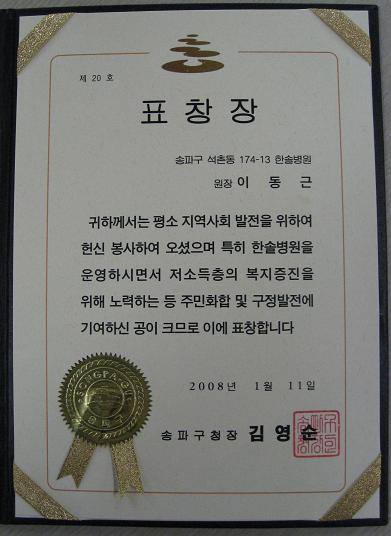 제 20 호
표창장
송파구 석촌동 174-13 한솔병원
원장 이 동 근
귀하께서는 평소 지역사회 발전을 위하여
헌신 봉사하여 오셨으며 특히 한솔병원을
운영하시면서 저소득층의 복지증진을
위해 노력하는 등 주민화합 및 구정발전에
기여하신 공이 크므로 이에 표창합니다
2008년 1월 11일
송파구청장 김영순
SONGPA-GU